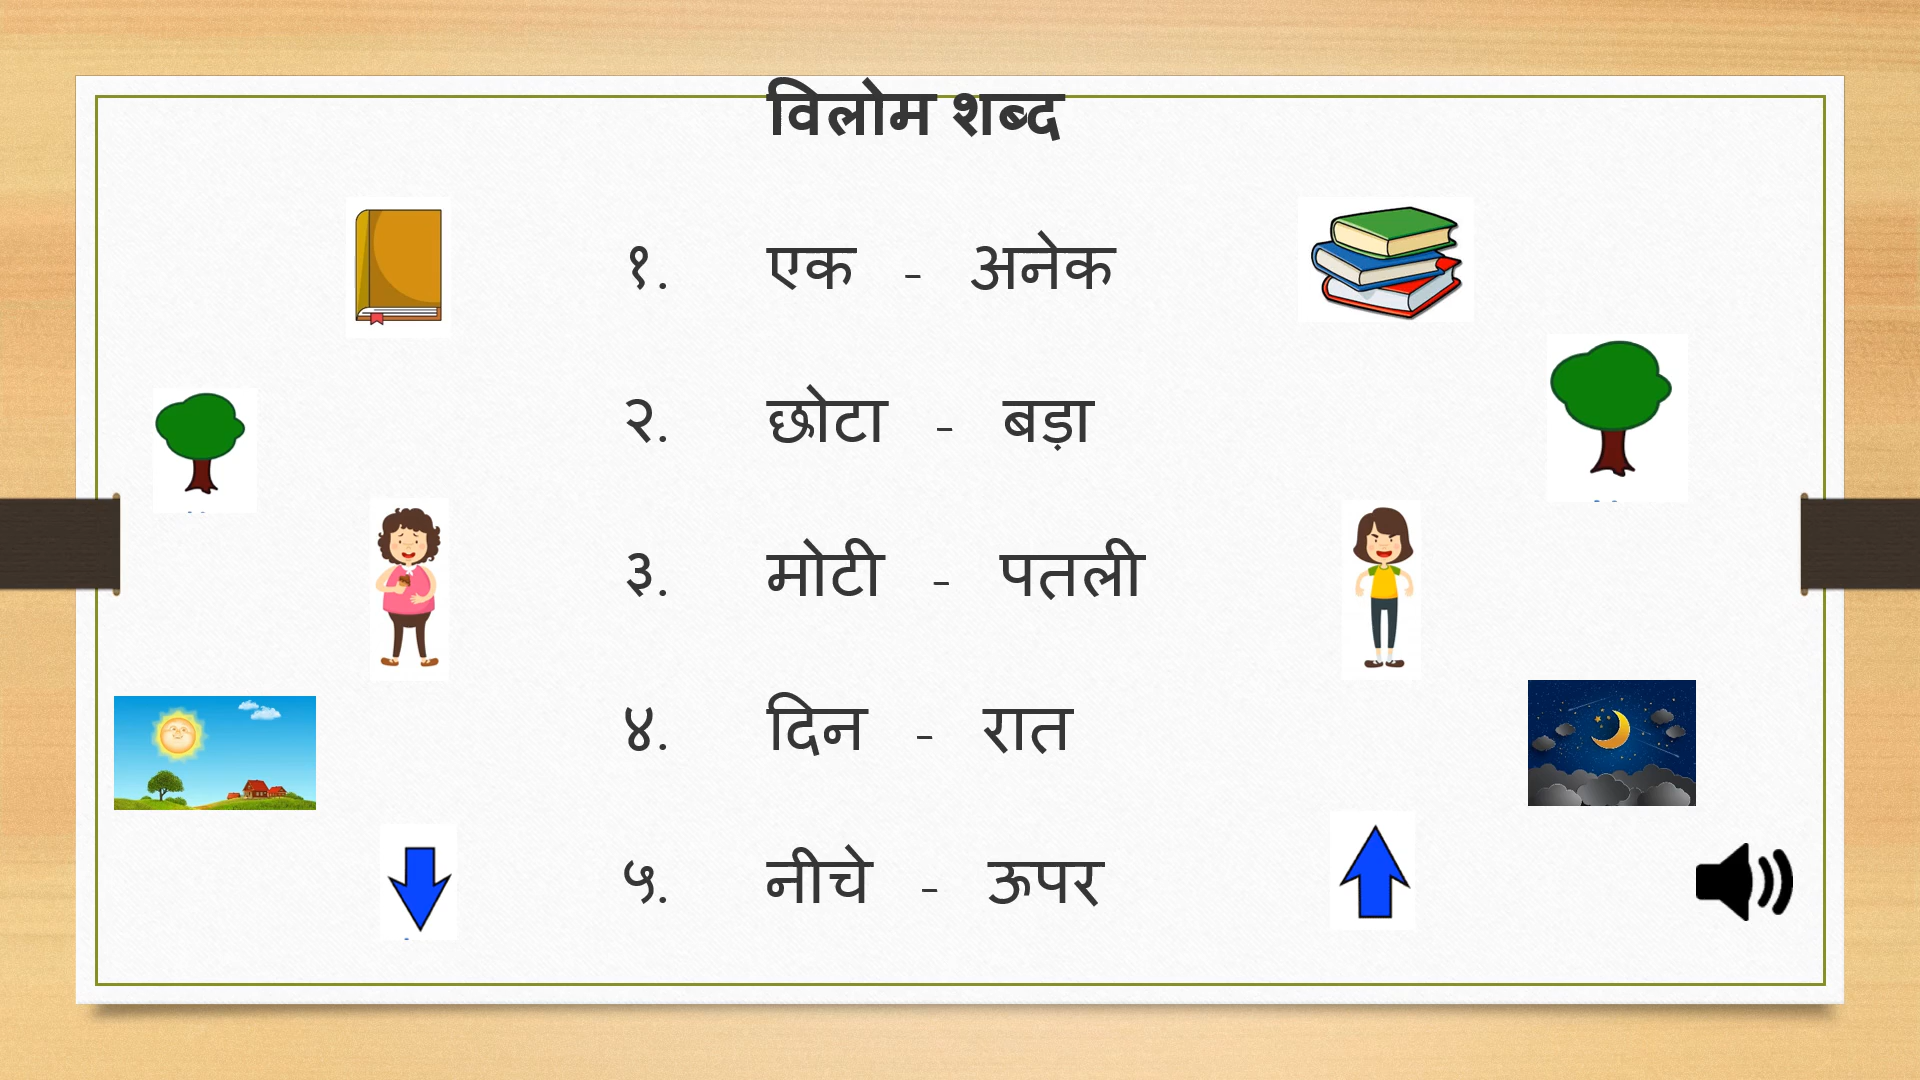 विलोम शब्द
१. एक - अनेक
२. छोटा - बड़ा
३. मोटी - पतली
४. दिन - रात
५. नीचे - ऊपर